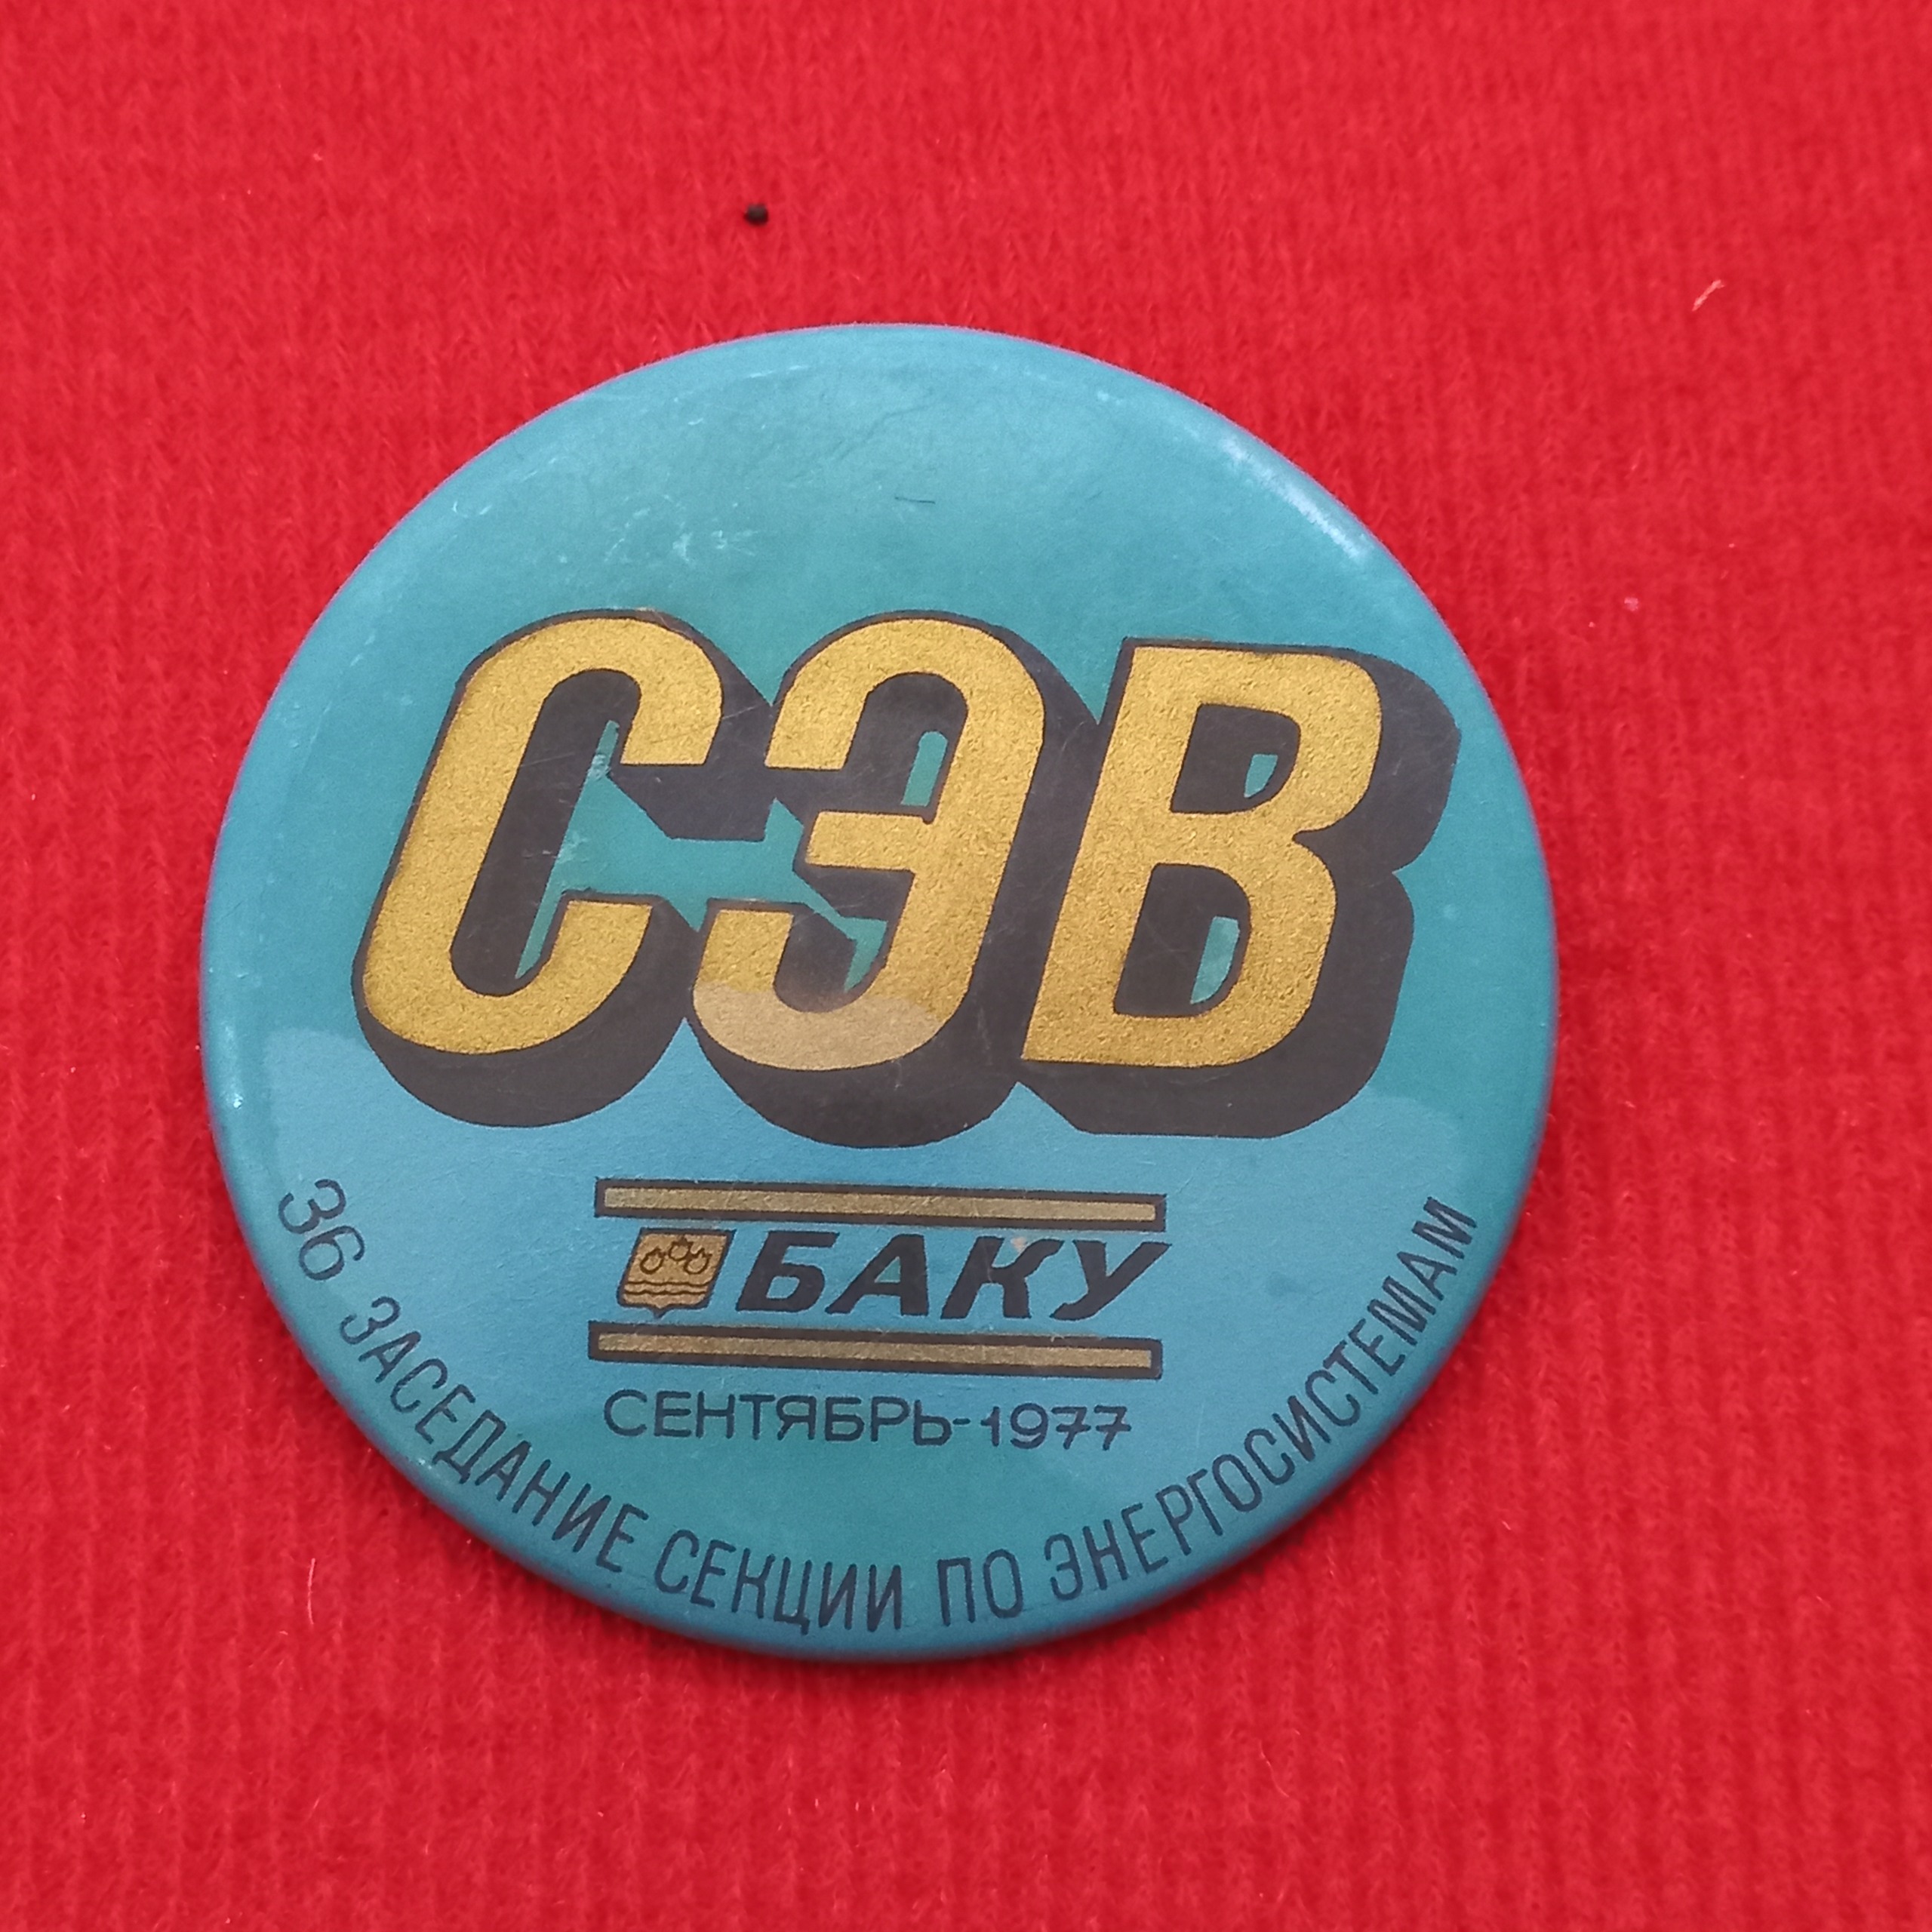 СЭВ
БАКУ
СЕНТЯБРЬ-1977
36 ЗАСЕДАНИЕ СЕКЦИИ ПО ЭНЕРГОСИСТЕМАМ